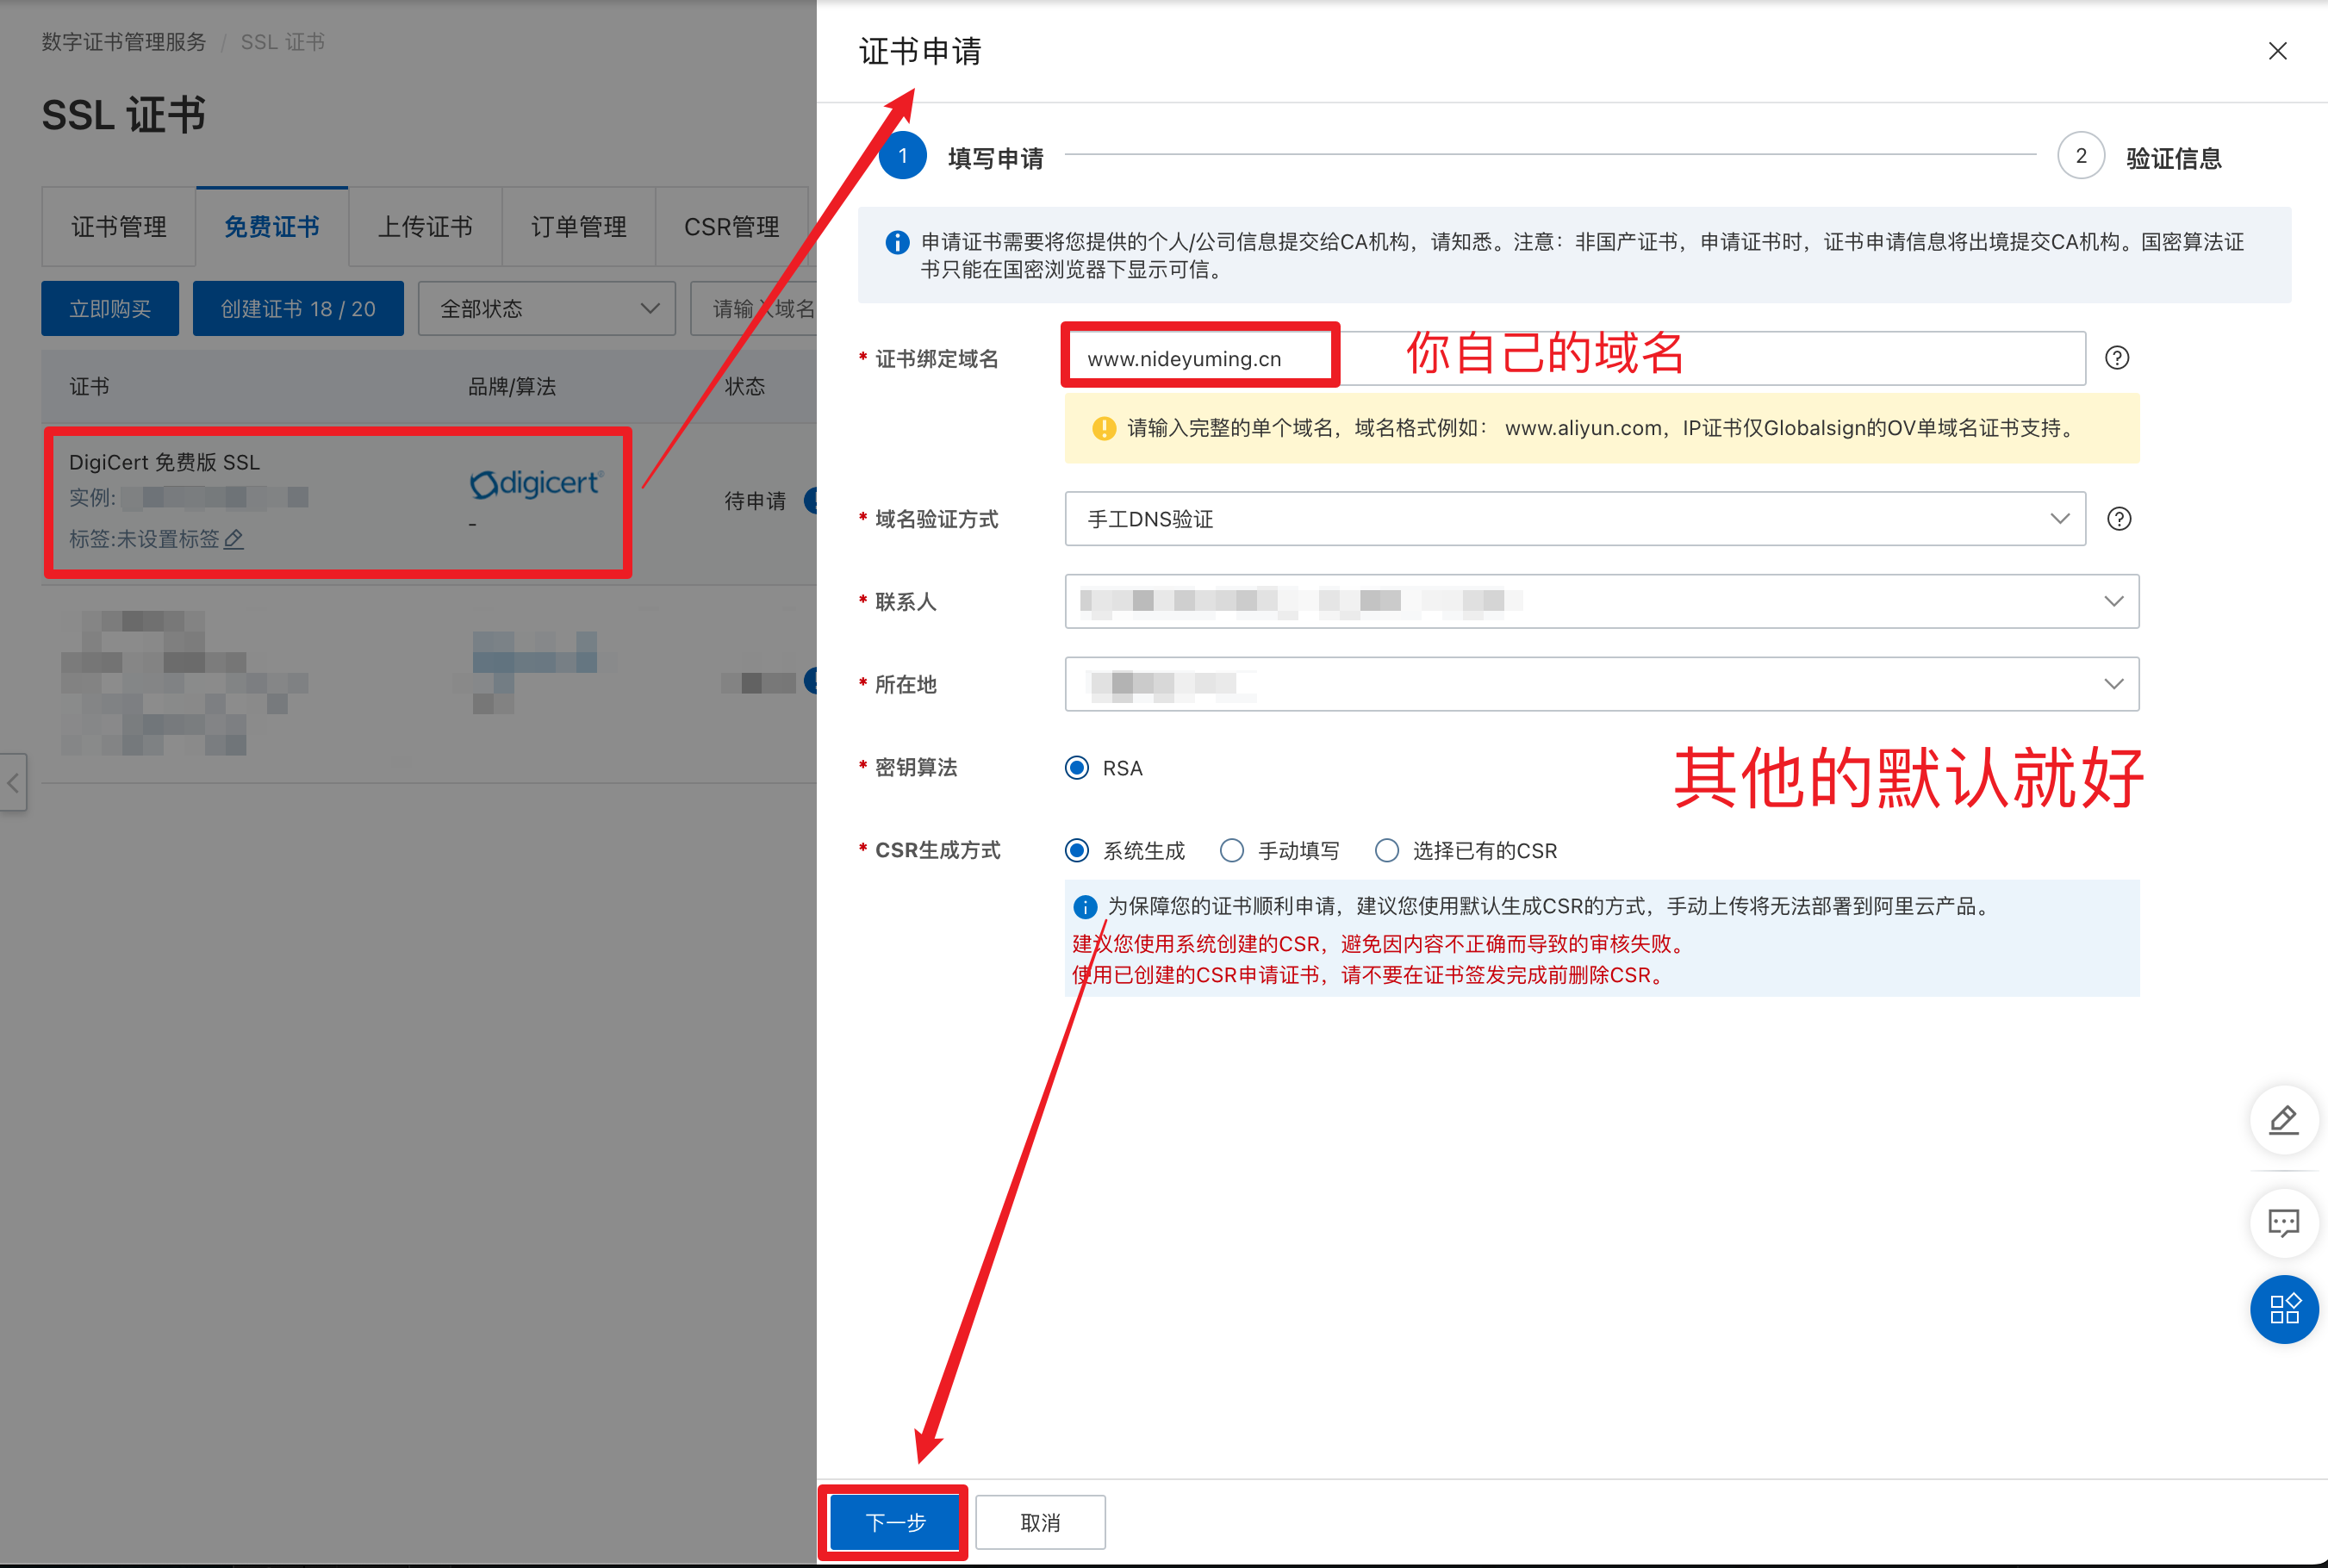 数字证书管理服务 / SSL 证书
SSL 证书
证书管理 免费证书 上传证书 订单管理 CSR管理
立即购买 创建证书 18 / 20 全部状态 请输入域名
证书 品牌/算法 状态
DigiCert 免费版 SSL
实例:
标签:未设置标签
digicert
-
待申请
证书申请
1 填写申请 2 验证信息
申请证书需要将您提供的个人/公司信息提交给CA机构，请知悉。注意：非国产证书，申请证书时，证书申请信息将出境提交CA机构。国密算法证
书只能在国密浏览器下显示可信。
* 证书绑定域名 www.nideyuming.cn 你自己的域名
请输入完整的单个域名，域名格式例如： www.aliyun.com，IP证书仅Globalsign的OV单域名证书支持。
* 域名验证方式 手工DNS验证
* 联系人
* 所在地
* 密钥算法 RSA
其他的默认就好
* CSR生成方式 系统生成 手动填写 选择已有的CSR
为保障您的证书顺利申请，建议您使用默认生成CSR的方式，手动上传将无法部署到阿里云产品。
建议您使用系统创建的CSR，避免因内容不正确而导致的审核失败。
使用已创建的CSR申请证书，请不要在证书签发完成前删除CSR。
下一步 取消